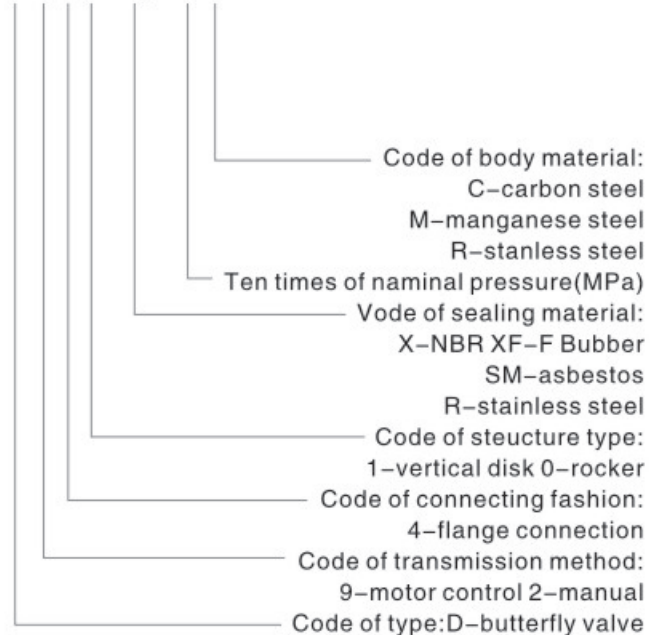 Code of body material:
C–carbon steel
M–manganese steel
R–stanless steel
Ten times of naminal pressure(MPa)
Vode of sealing material:
X–NBR XF–F Bubber
SM–asbestos
R–stainless steel
Code of steucture type:
1–vertical disk 0–rocker
Code of connecting fashion:
4–flange connection
Code of transmission method:
9–motor control 2–manual
Code of type:D–butterfly valve